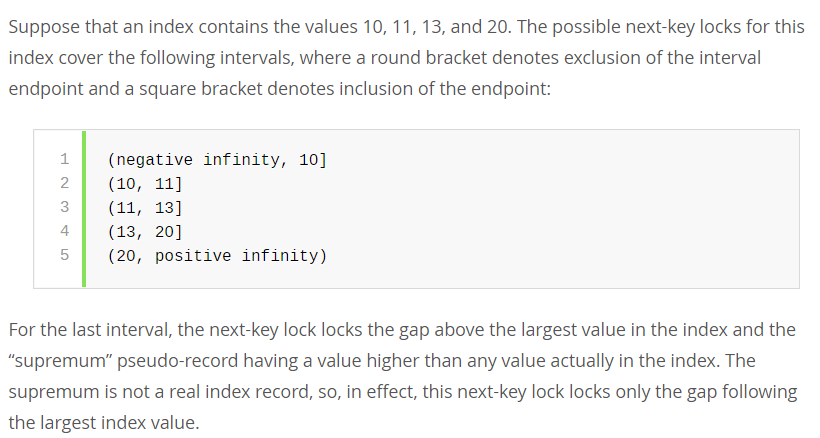 Suppose that an index contains the values 10, 11, 13, and 20. The possible next-key locks for this
index cover the following intervals, where a round bracket denotes exclusion of the interval
endpoint and a square bracket denotes inclusion of the endpoint:
1 (negative infinity, 10]
2 (10, 11]
3 (11, 13]
4 (13, 20]
5 (20, positive infinity)
For the last interval, the next-key lock locks the gap above the largest value in the index and the
“supremum” pseudo-record having a value higher than any value actually in the index. The
supremum is not a real index record, so, in effect, this next-key lock locks only the gap following
the largest index value.